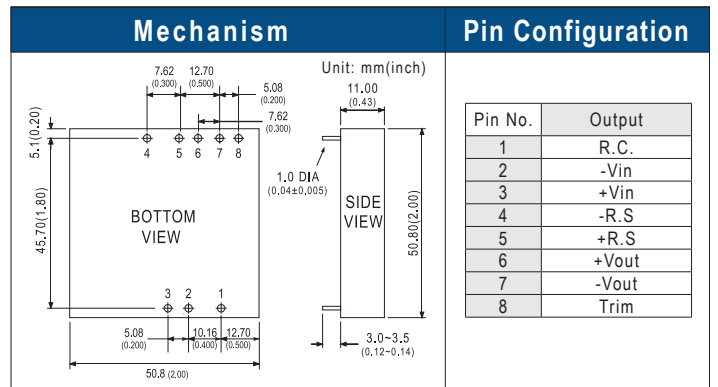 Mechanism
Pin Configuration
Unit: mm(inch)
7.62
(0.300)
12.70
(0.500)
5.08
(0.200)
7.62
(0.300)
11.00
(0.43)
5.1(0.20)
4 5 6 7 8
1.0 DIA
(0.04±0.005)
45.70(1.80)
BOTTOM
VIEW
SIDE
VIEW
50.80(2.00)
3 2 1
5.08
(0.200)
10.16
(0.400)
12.70
(0.500)
3.0~3.5
(0.12~0.14)
50.8 (2.00)
Pin No. Output
1 R.C.
2 -Vin
3 +Vin
4 -R.S
5 +R.S
6 +Vout
7 -Vout
8 Trim